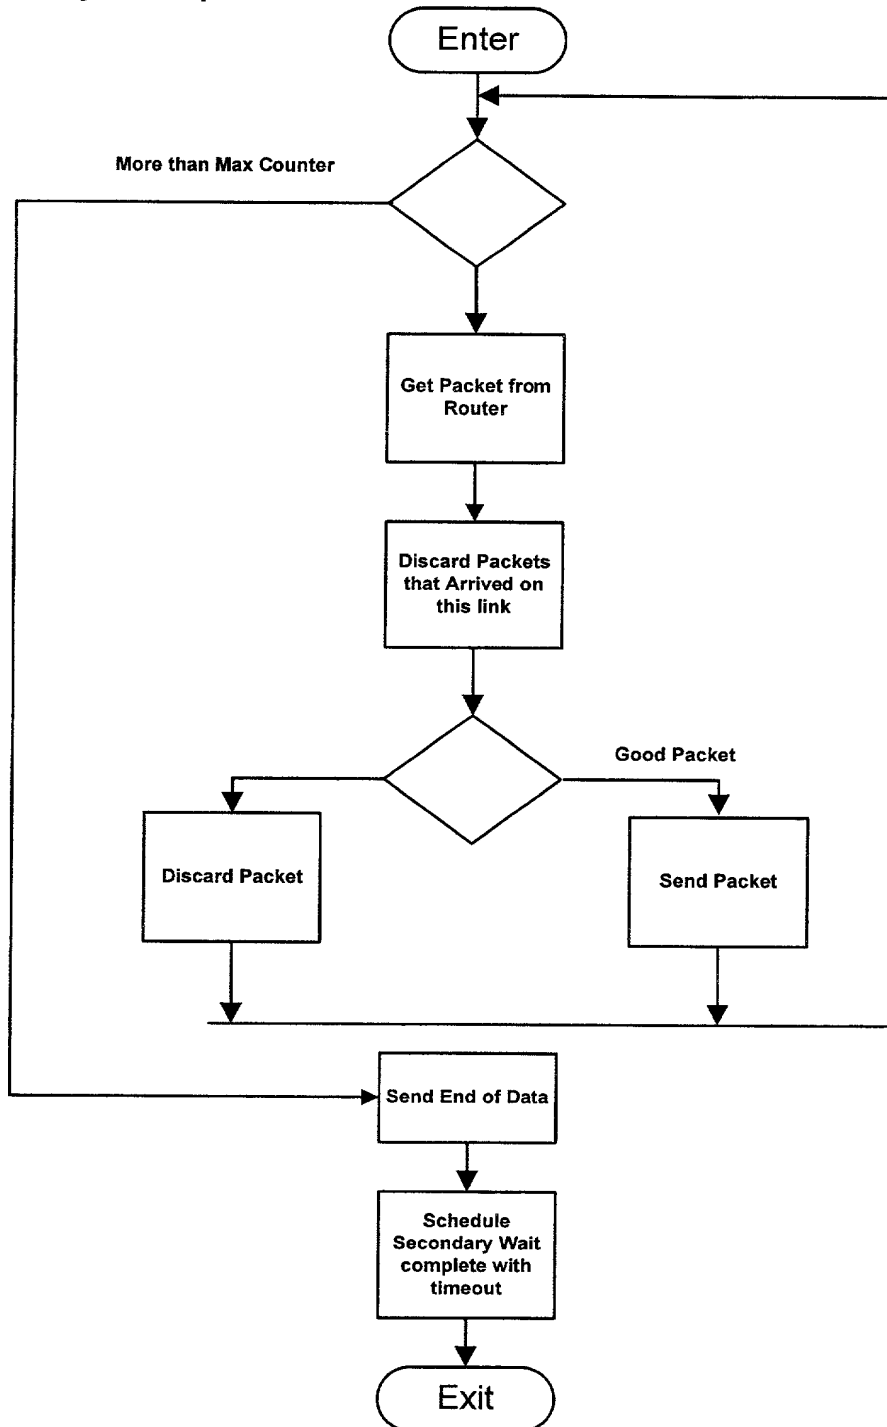 Enter
More than Max Counter
Get Packet from
Router
Discard Packets
that Arrived on
this link
Good Packet
Discard Packet
Send Packet
Send End of Data
Schedule
Secondary Wait
complete with
timeout
Exit